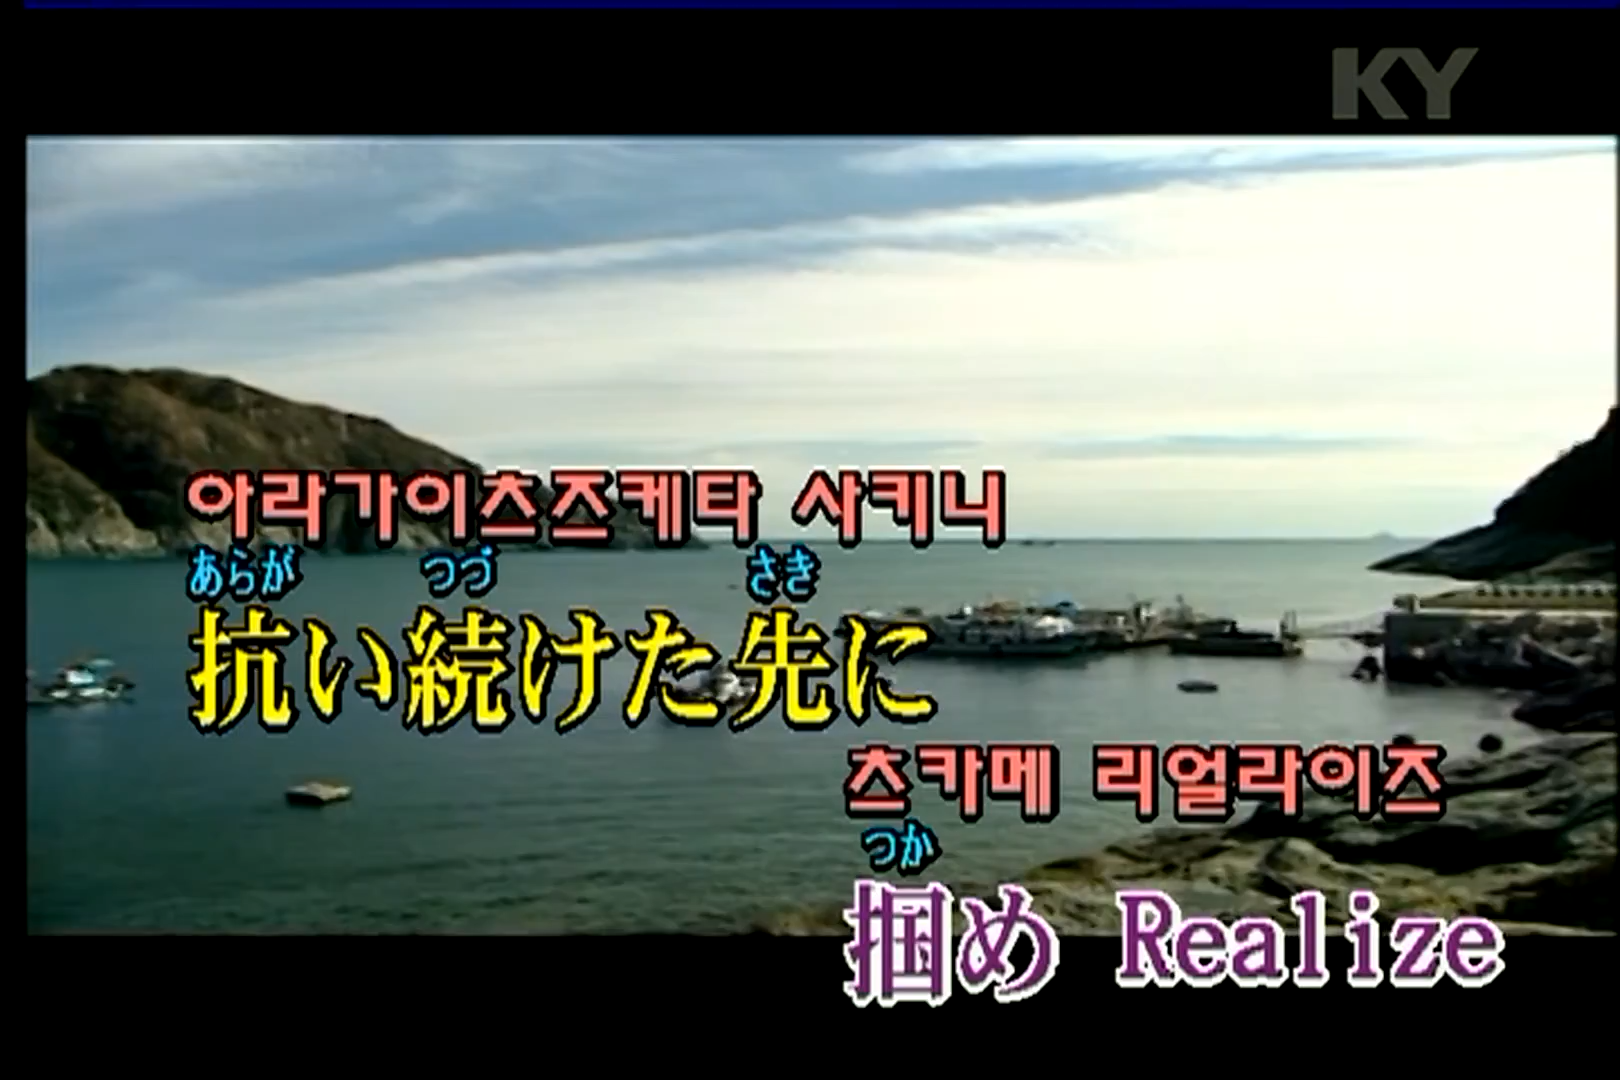 KY
아라가이츠즈케타 사키니
あらが つづ さき
抗い続けた先に
츠카메 리얼라이즈
つか
掴め Realize